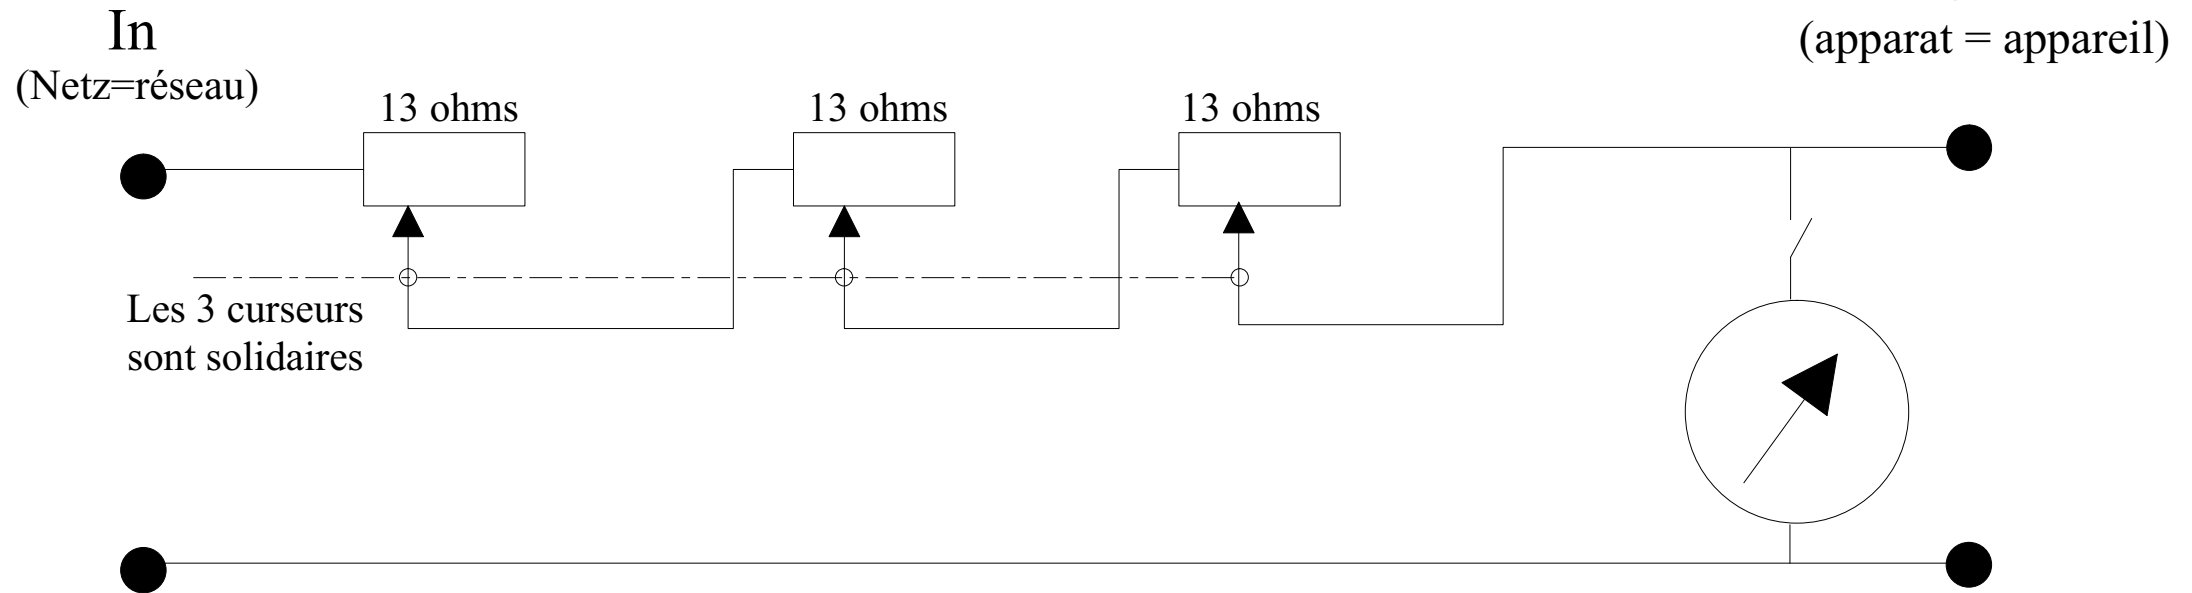 In
(Netz=réseau)
(apparat = appareil)
13 ohms
13 ohms
13 ohms
Les 3 curseurs
sont solidaires